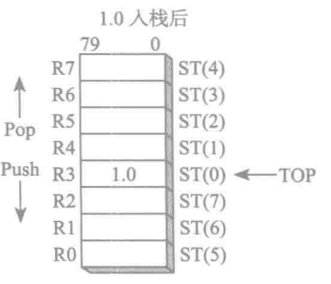 1.0 入栈后
79 0
R7 ST(4)
R6 ST(3)
R5 ST(2)
Pop
R4 ST(1)
Push R3 1.0 ST(0) TOP
R2 ST(7)
R1 ST(6)
R0 ST(5)